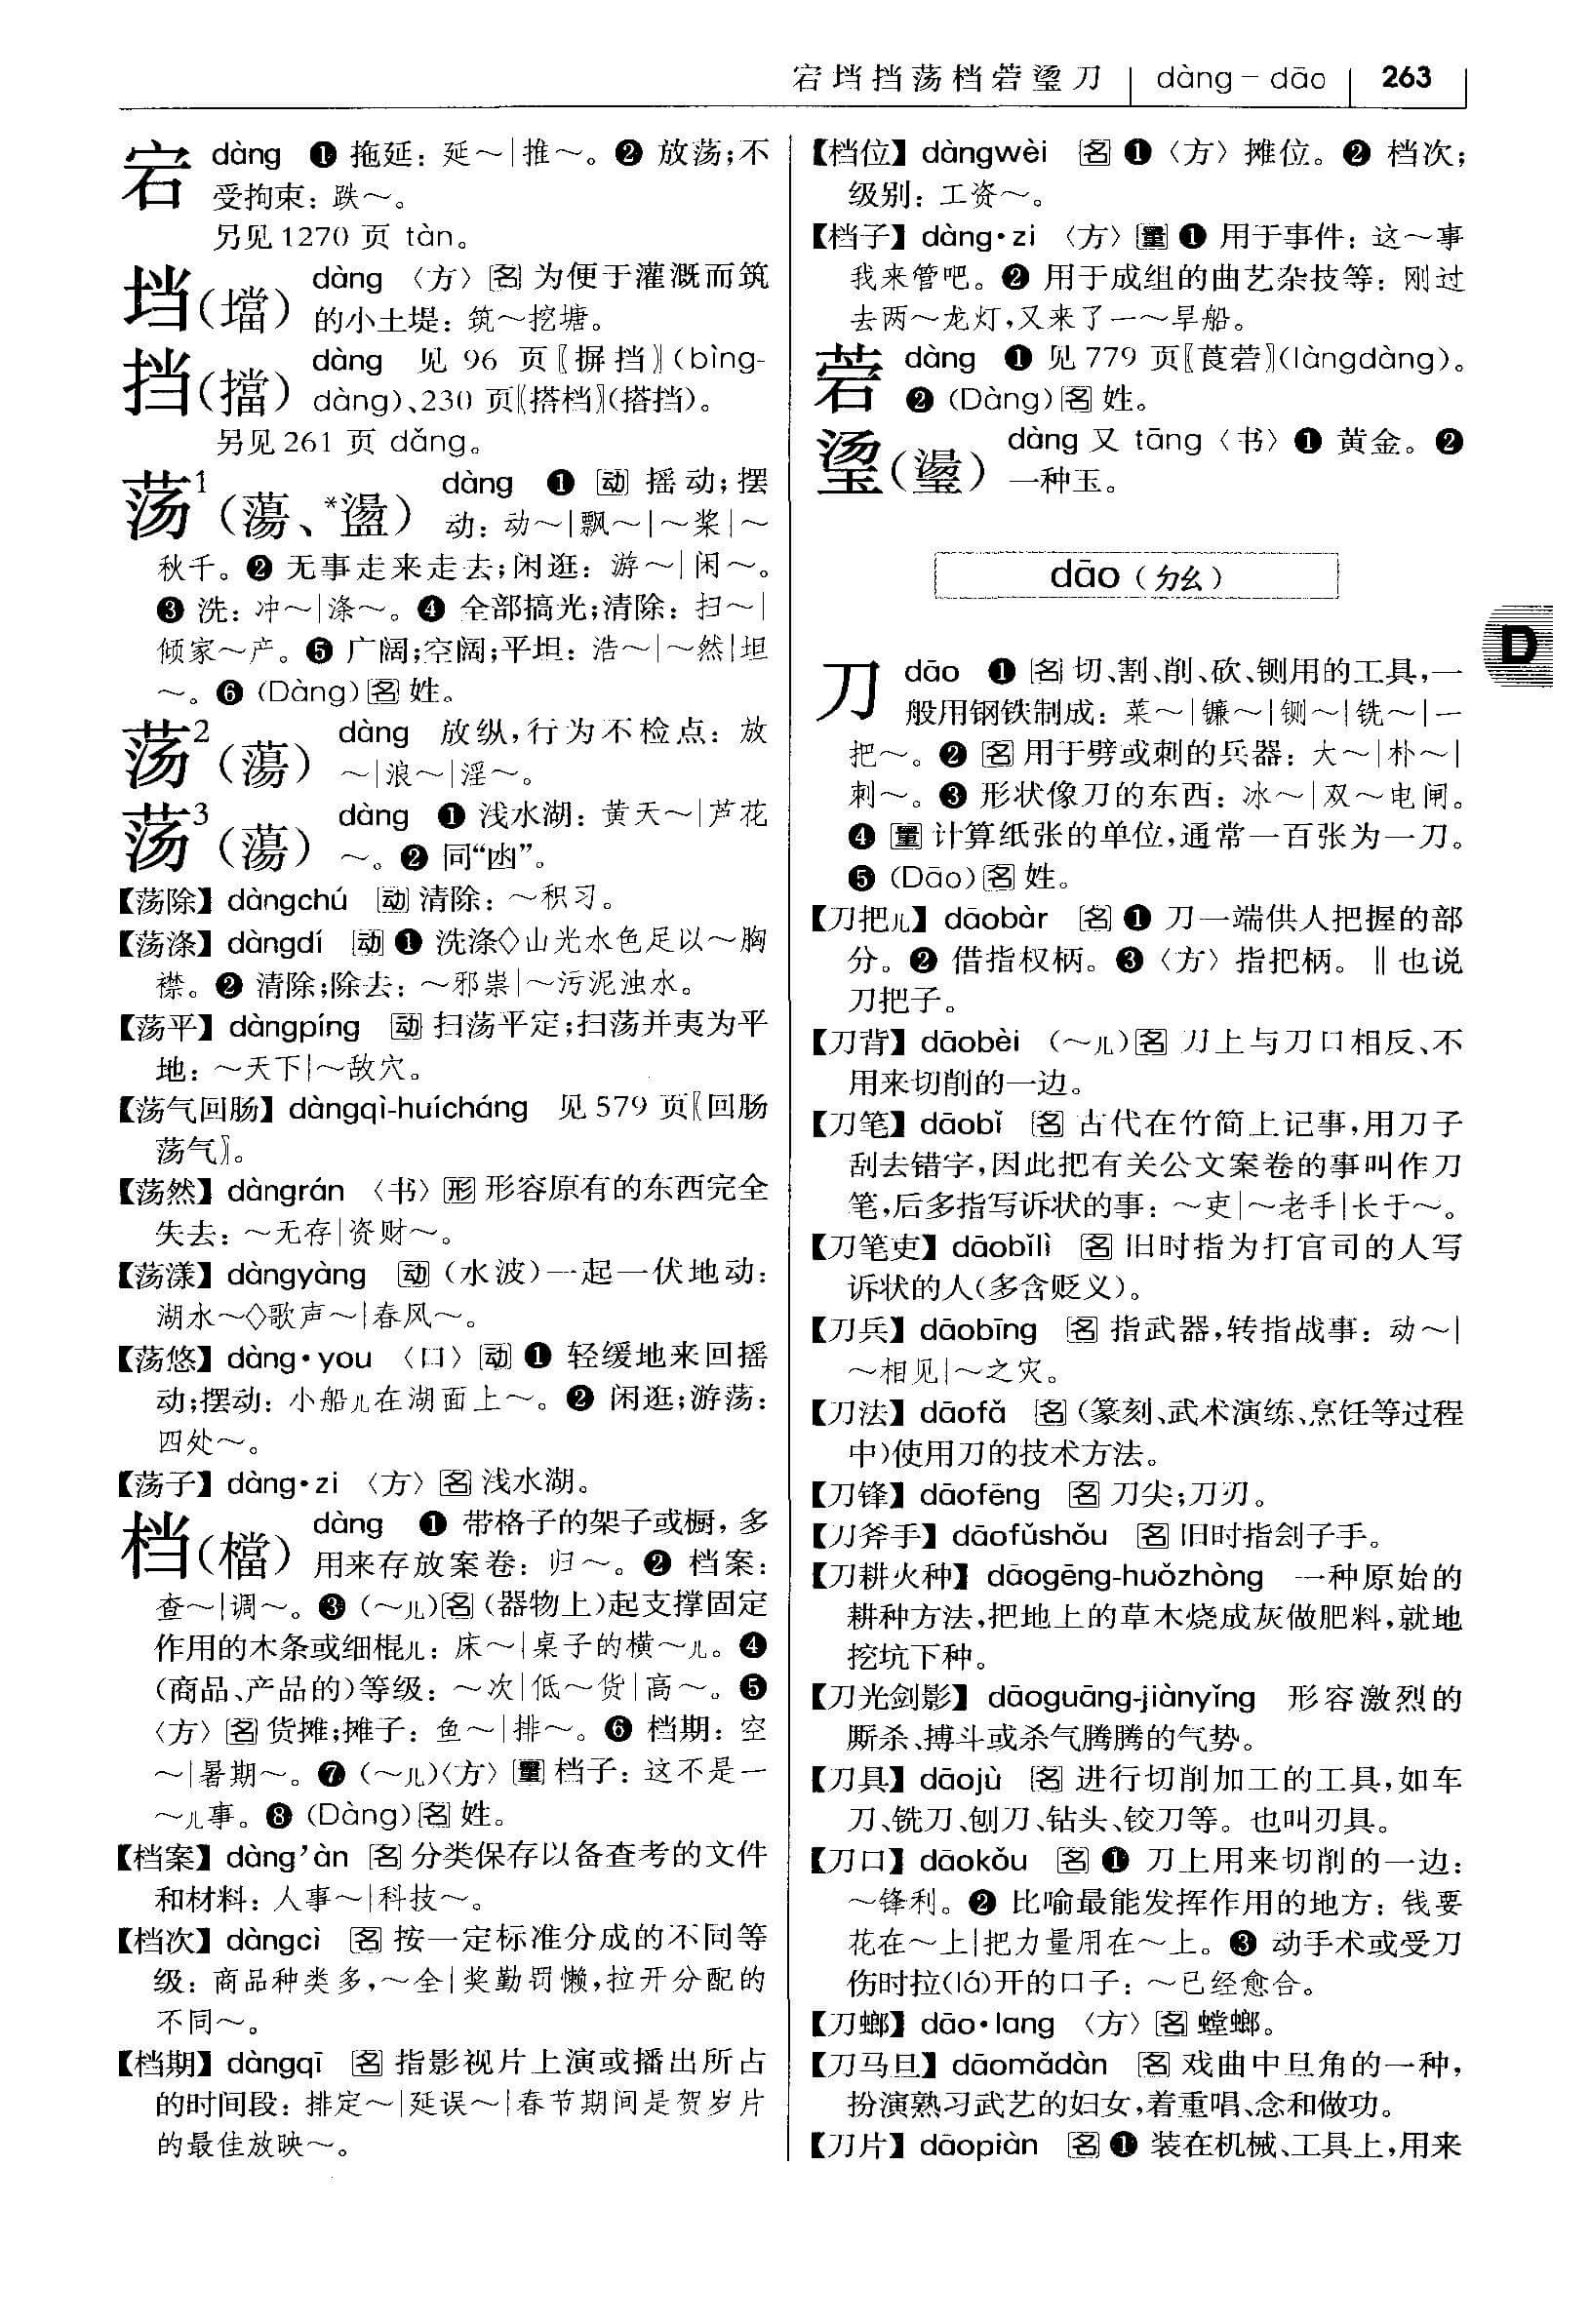 宕垱挡荡档菪璗刀 dàng – dāo 263
宕 dàng ❶ 拖延：延～|推～。❷ 放荡；不
受拘束：跌～。
另见1270 页 tàn。
垱(壋) dàng 〈方〉名 为便于灌溉而筑
的小土堤：筑～挖塘。
挡(擋) dàng 见 96 页〖摒挡〗(bìng-
dàng)、230 页〖搭档〗(搭挡)。
另见261 页 dǎng。
荡¹(蕩、*盪) dàng ❶ 动 摇动；摆
动：动～|飘～|～桨|～
秋千。❷ 无事走来走去；闲逛：游～|闲～。
❸ 洗：冲～|涤～。❹ 全部搞光；清除：扫～|
倾家～产。❺ 广阔；空阔；平坦：浩～|～然|坦
～。❻ (Dàng)名 姓。
荡²(蕩) dàng 放纵，行为不检点：放
～|浪～|淫～。
荡³(蕩) dàng ❶ 浅水湖：黄天～|芦花
～。❷ 同“凼”。
【荡除】dàngchú 动 清除：～积习。
【荡涤】dàngdí 动 ❶ 洗涤◇山光水色足以～胸
襟。❷ 清除；除去：～邪祟|～污泥浊水。
【荡平】dàngpíng 动 扫荡平定；扫荡并夷为平
地：～天下|～敌穴。
【荡气回肠】dàngqì-huícháng 见579 页〖回肠
荡气〗。
【荡然】dàngrán 〈书〉形 形容原有的东西完全
失去：～无存|资财～。
【荡漾】dàngyàng 动 (水波)一起一伏地动：
湖水～◇歌声～|春风～。
【荡悠】dàng·you 〈口〉动 ❶ 轻缓地来回摇
动；摆动：小船儿在湖面上～。❷ 闲逛；游荡：
四处～。
【荡子】dàng·zi 〈方〉名 浅水湖。
档(檔) dàng ❶ 带格子的架子或橱，多
用来存放案卷：归～。❷ 档案：
查～|调～。❸ (～儿)名 (器物上)起支撑固定
作用的木条或细棍儿：床～|桌子的横～儿。❹
(商品、产品的)等级：～次|低～货|高～。❺
〈方〉名 货摊；摊子：鱼～|排～。❻ 档期：空
～|暑期～。❼ (～儿)〈方〉量 档子：这不是一
～儿事。❽ (Dàng)名 姓。
【档案】dàng’àn 名 分类保存以备查考的文件
和材料：人事～|科技～。
【档次】dàngcì 名 按一定标准分成的不同等
级：商品种类多，～全|奖勤罚懒，拉开分配的
不同～。
【档期】dàngqī 名 指影视片上演或播出所占
的时间段：排定～|延误～|春节期间是贺岁片
的最佳放映～。
【档位】dàngwèi 名 ❶〈方〉摊位。❷ 档次；
级别：工资～。
【档子】dàng·zi 〈方〉量 ❶ 用于事件：这～事
我来管吧。❷ 用于成组的曲艺杂技等：刚过
去两～龙灯，又来了一～旱船。
菪 dàng ❶ 见779 页〖莨菪〗(làngdàng)。
❷ (Dàng)名 姓。
璗(璗) dàng 又 tāng〈书〉❶ 黄金。❷
一种玉。
dāo (ㄉㄠ)
D
刀 dāo ❶ 名 切、割、削、砍、铡用的工具，一
般用钢铁制成：菜～|镰～|铡～|铣～|一
把～。❷ 名 用于劈或刺的兵器：大～|朴～|
刺～。❸ 形状像刀的东西：冰～|双～电闸。
❹ 量 计算纸张的单位，通常一百张为一刀。
❺ (Dāo)名 姓。
【刀把儿】dāobàr 名 ❶ 刀一端供人把握的部
分。❷ 借指权柄。❸〈方〉指把柄。‖也说
刀把子。
【刀背】dāobèi (～儿)名 刀上与刀口相反、不
用来切削的一边。
【刀笔】dāobǐ 名 古代在竹简上记事，用刀子
刮去错字，因此把有关公文案卷的事叫作刀
笔，后多指写诉状的事：～吏|～老手|长于～。
【刀笔吏】dāobǐlì 名 旧时指为打官司的人写
诉状的人(多含贬义)。
【刀兵】dāobīng 名 指武器，转指战事：动～|
～相见|～之灾。
【刀法】dāofǎ 名 (篆刻、武术演练、烹饪等过程
中)使用刀的技术方法。
【刀锋】dāofēng 名 刀尖；刀刃。
【刀斧手】dāofǔshǒu 名 旧时指刽子手。
【刀耕火种】dāogēng-huǒzhòng 一种原始的
耕种方法，把地上的草木烧成灰做肥料，就地
挖坑下种。
【刀光剑影】dāoguāng-jiànyǐng 形容激烈的
厮杀、搏斗或杀气腾腾的气势。
【刀具】dāojù 名 进行切削加工的工具，如车
刀、铣刀、刨刀、钻头、铰刀等。也叫刃具。
【刀口】dāokǒu 名 ❶ 刀上用来切削的一边：
～锋利。❷ 比喻最能发挥作用的地方：钱要
花在～上|把力量用在～上。❸ 动手术或受刀
伤时拉(lá)开的口子：～已经愈合。
【刀螂】dāo·lang 〈方〉名 螳螂。
【刀马旦】dāomǎdàn 名 戏曲中旦角的一种，
扮演熟习武艺的妇女，着重唱、念和做功。
【刀片】dāopiàn 名 ❶ 装在机械、工具上，用来